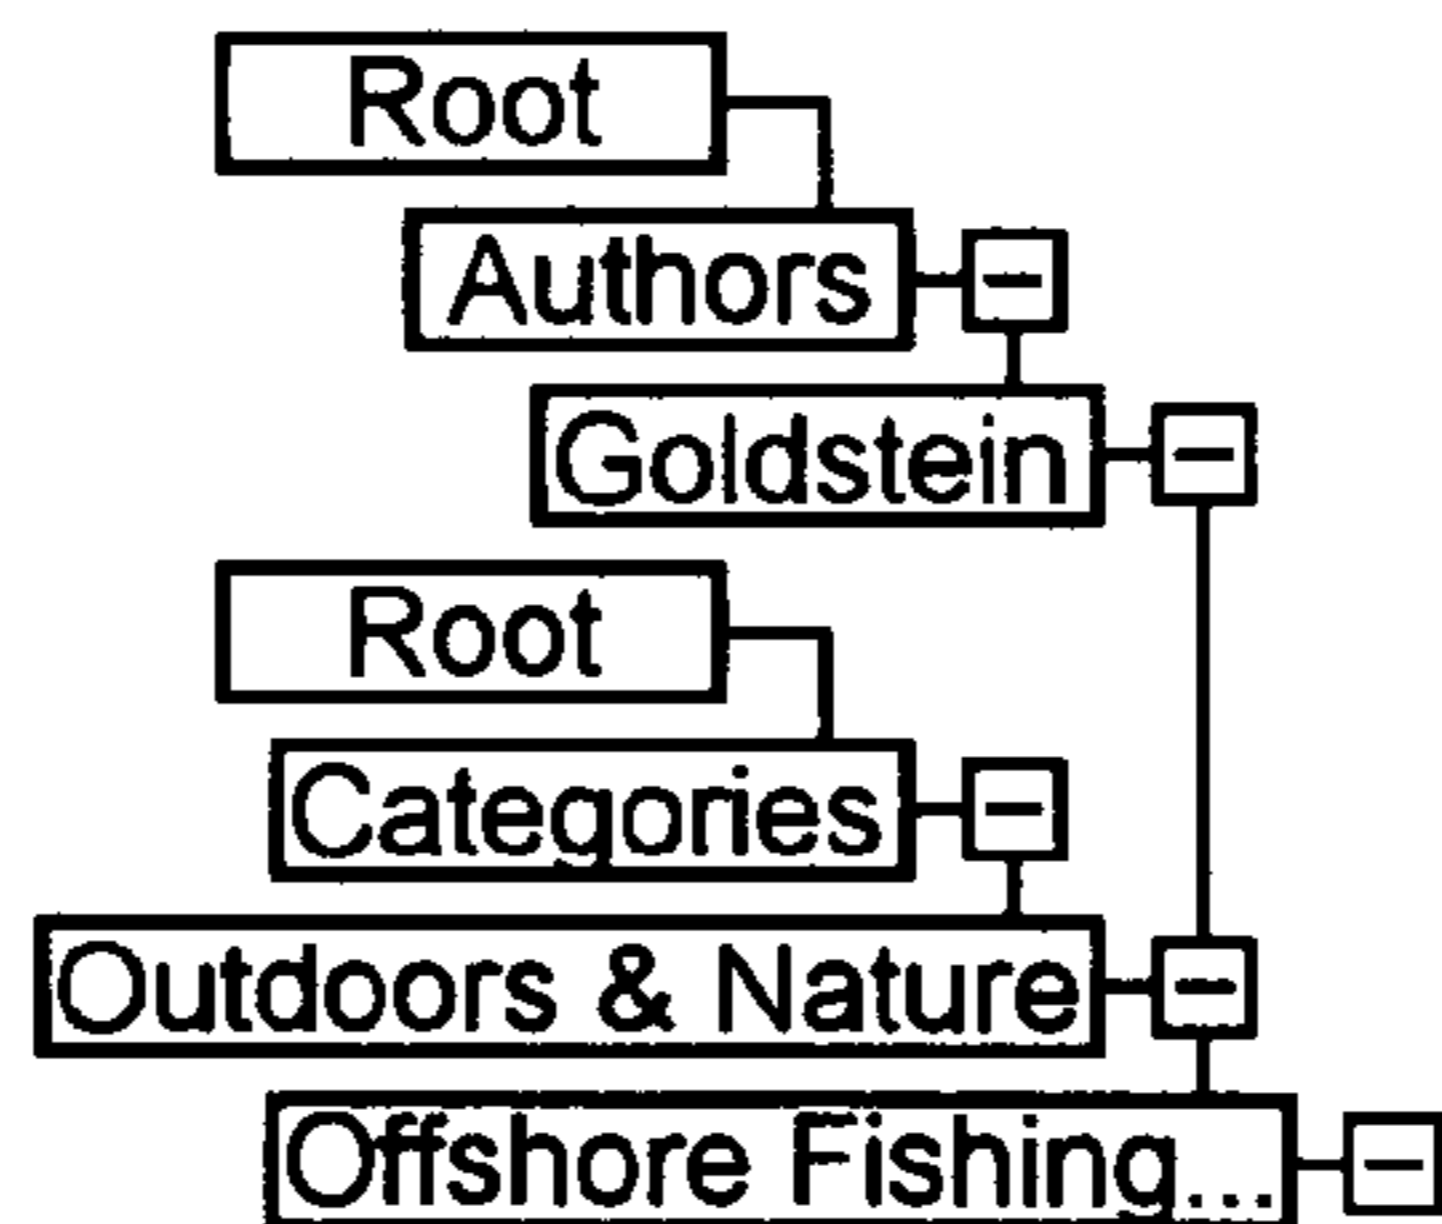 Root
Authors
Goldstein
Root
Categories
Outdoors & Nature
Offshore Fishing...